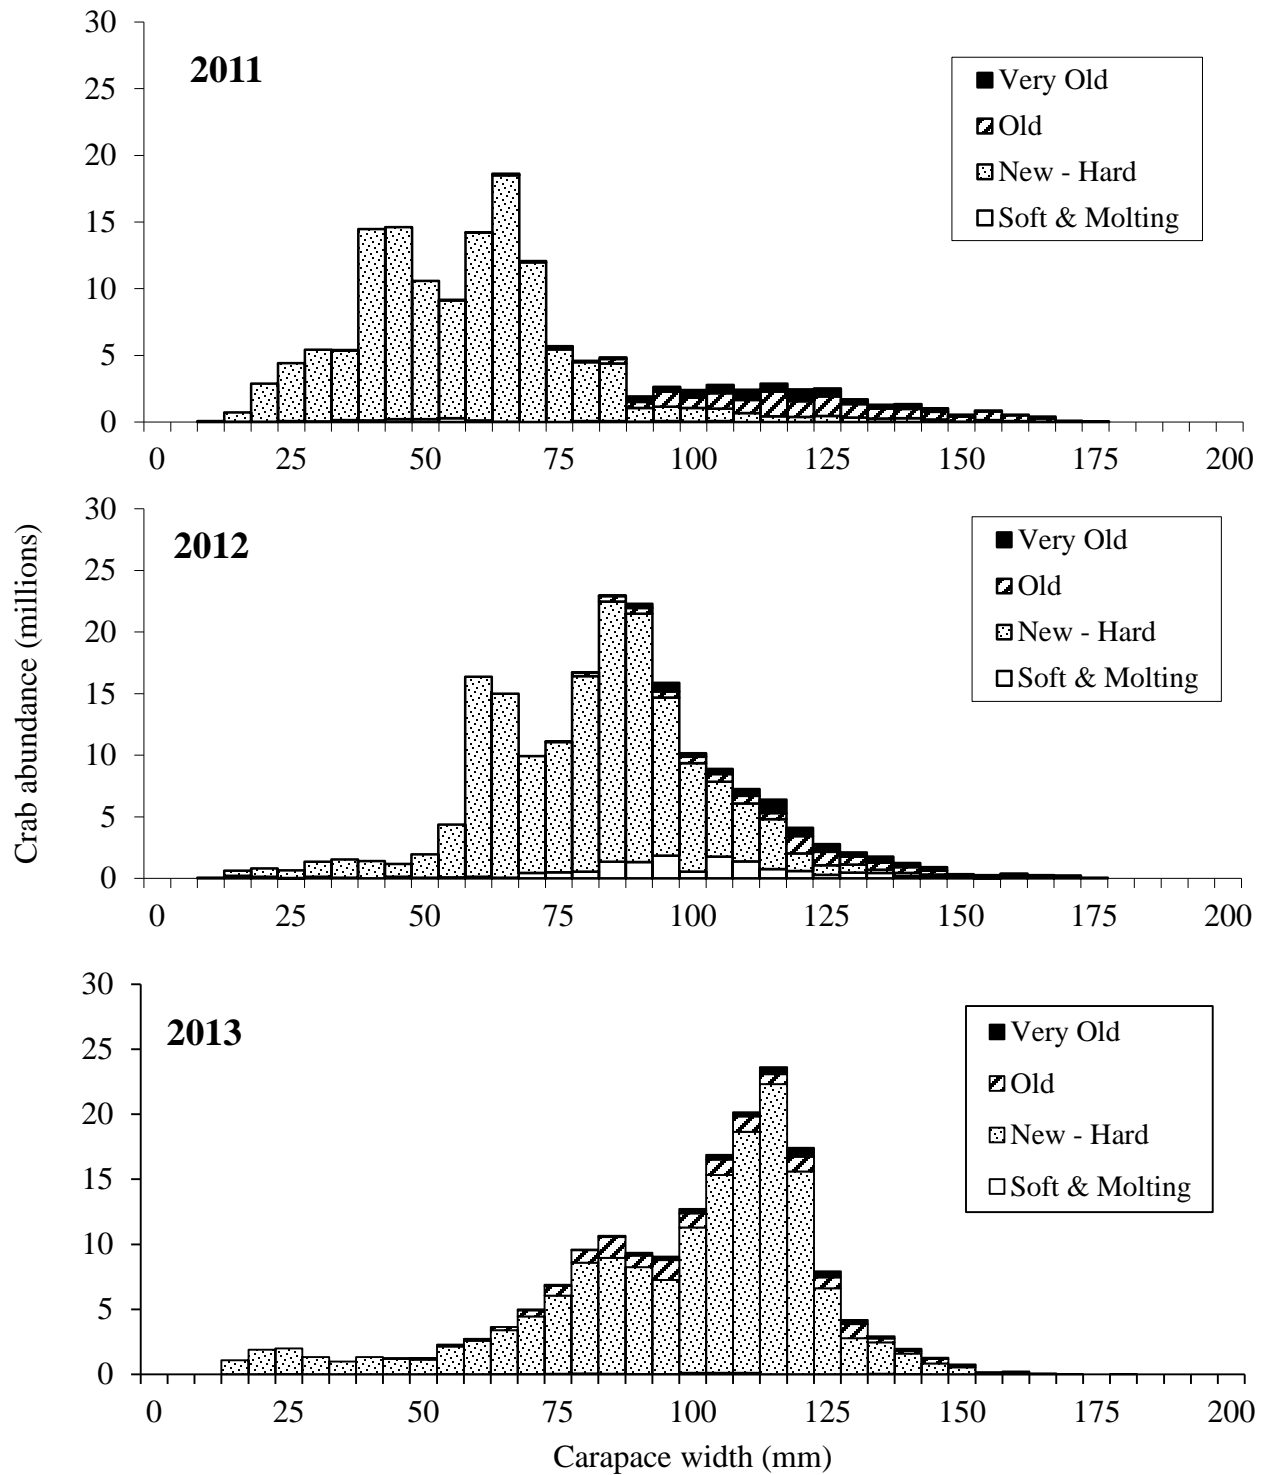 30
25
20
15
10
5
0
2011
Very Old
Old
New - Hard
Soft & Molting
0 25 50 75 100 125 150 175 200
Crab abundance (millions)
30
25
20
15
10
5
0
2012
Very Old
Old
New - Hard
Soft & Molting
0 25 50 75 100 125 150 175 200
30
25
20
15
10
5
0
2013
Very Old
Old
New - Hard
Soft & Molting
0 25 50 75 100 125 150 175 200
Carapace width (mm)